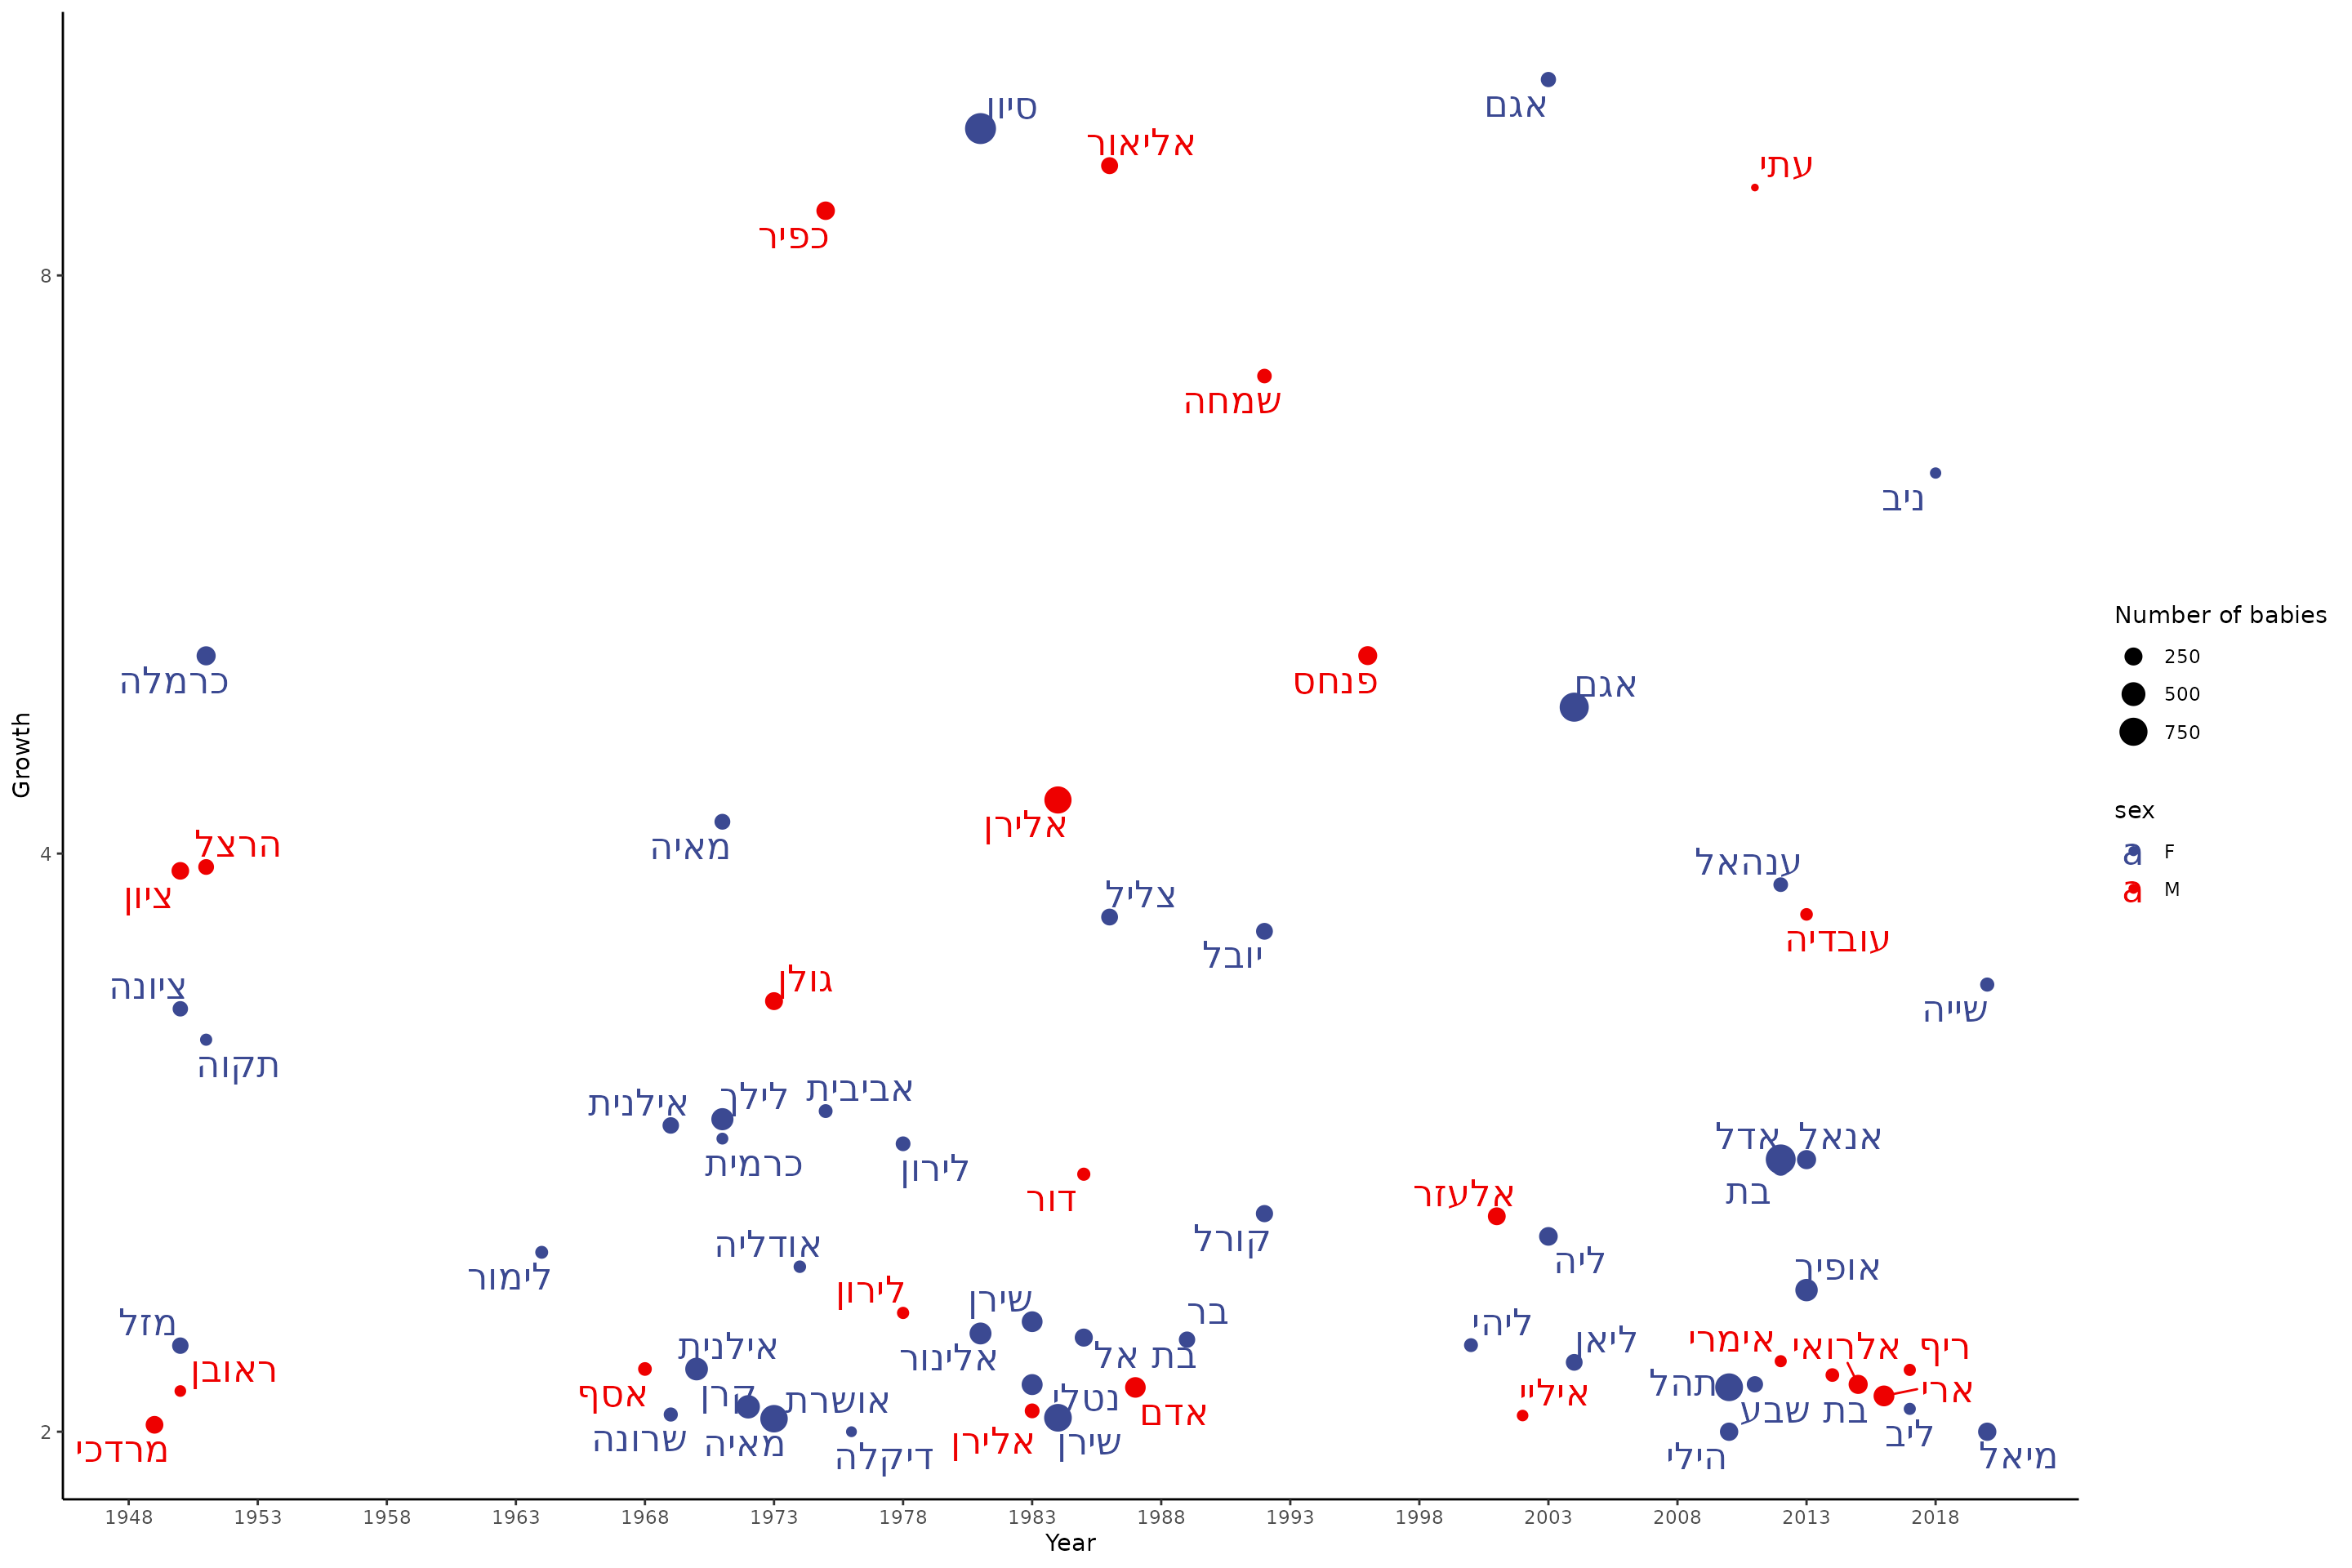 סיון
אגם
אליאור
עתי
כפיר
8
שמחה
ניב
Number of babies
250
500
750
כרמלה
פנחס
אגם
Growth
sex
F
M
אלירן
מאיה
4
הרצל
ציון
ענהאל
צליל
עובדיה
יובל
גולן
ציונה
שייה
תקוה
אילנית
לילך
אביבית
כרמית
לירון
אדל
אנאל
בת
דור
אלעזר
קורל
ליה
אודליה
לימור
אופיר
לירון
שירן
בר
מזל
ליהי
אילנית
אלינור
בת אל
ליאן
אימרי
אלרואי
ריף
ראובן
אסף
קרן
אושרת
נטלי
אדם
איליי
תהל
בת שבע
ארי
2
מרדכי
שרונה
מאיה
דיקלה
אלירן
שירן
הילי
ליב
מיאל
1948 1953 1958 1963 1968 1973 1978 1983 1988 1993 1998 2003 2008 2013 2018
Year